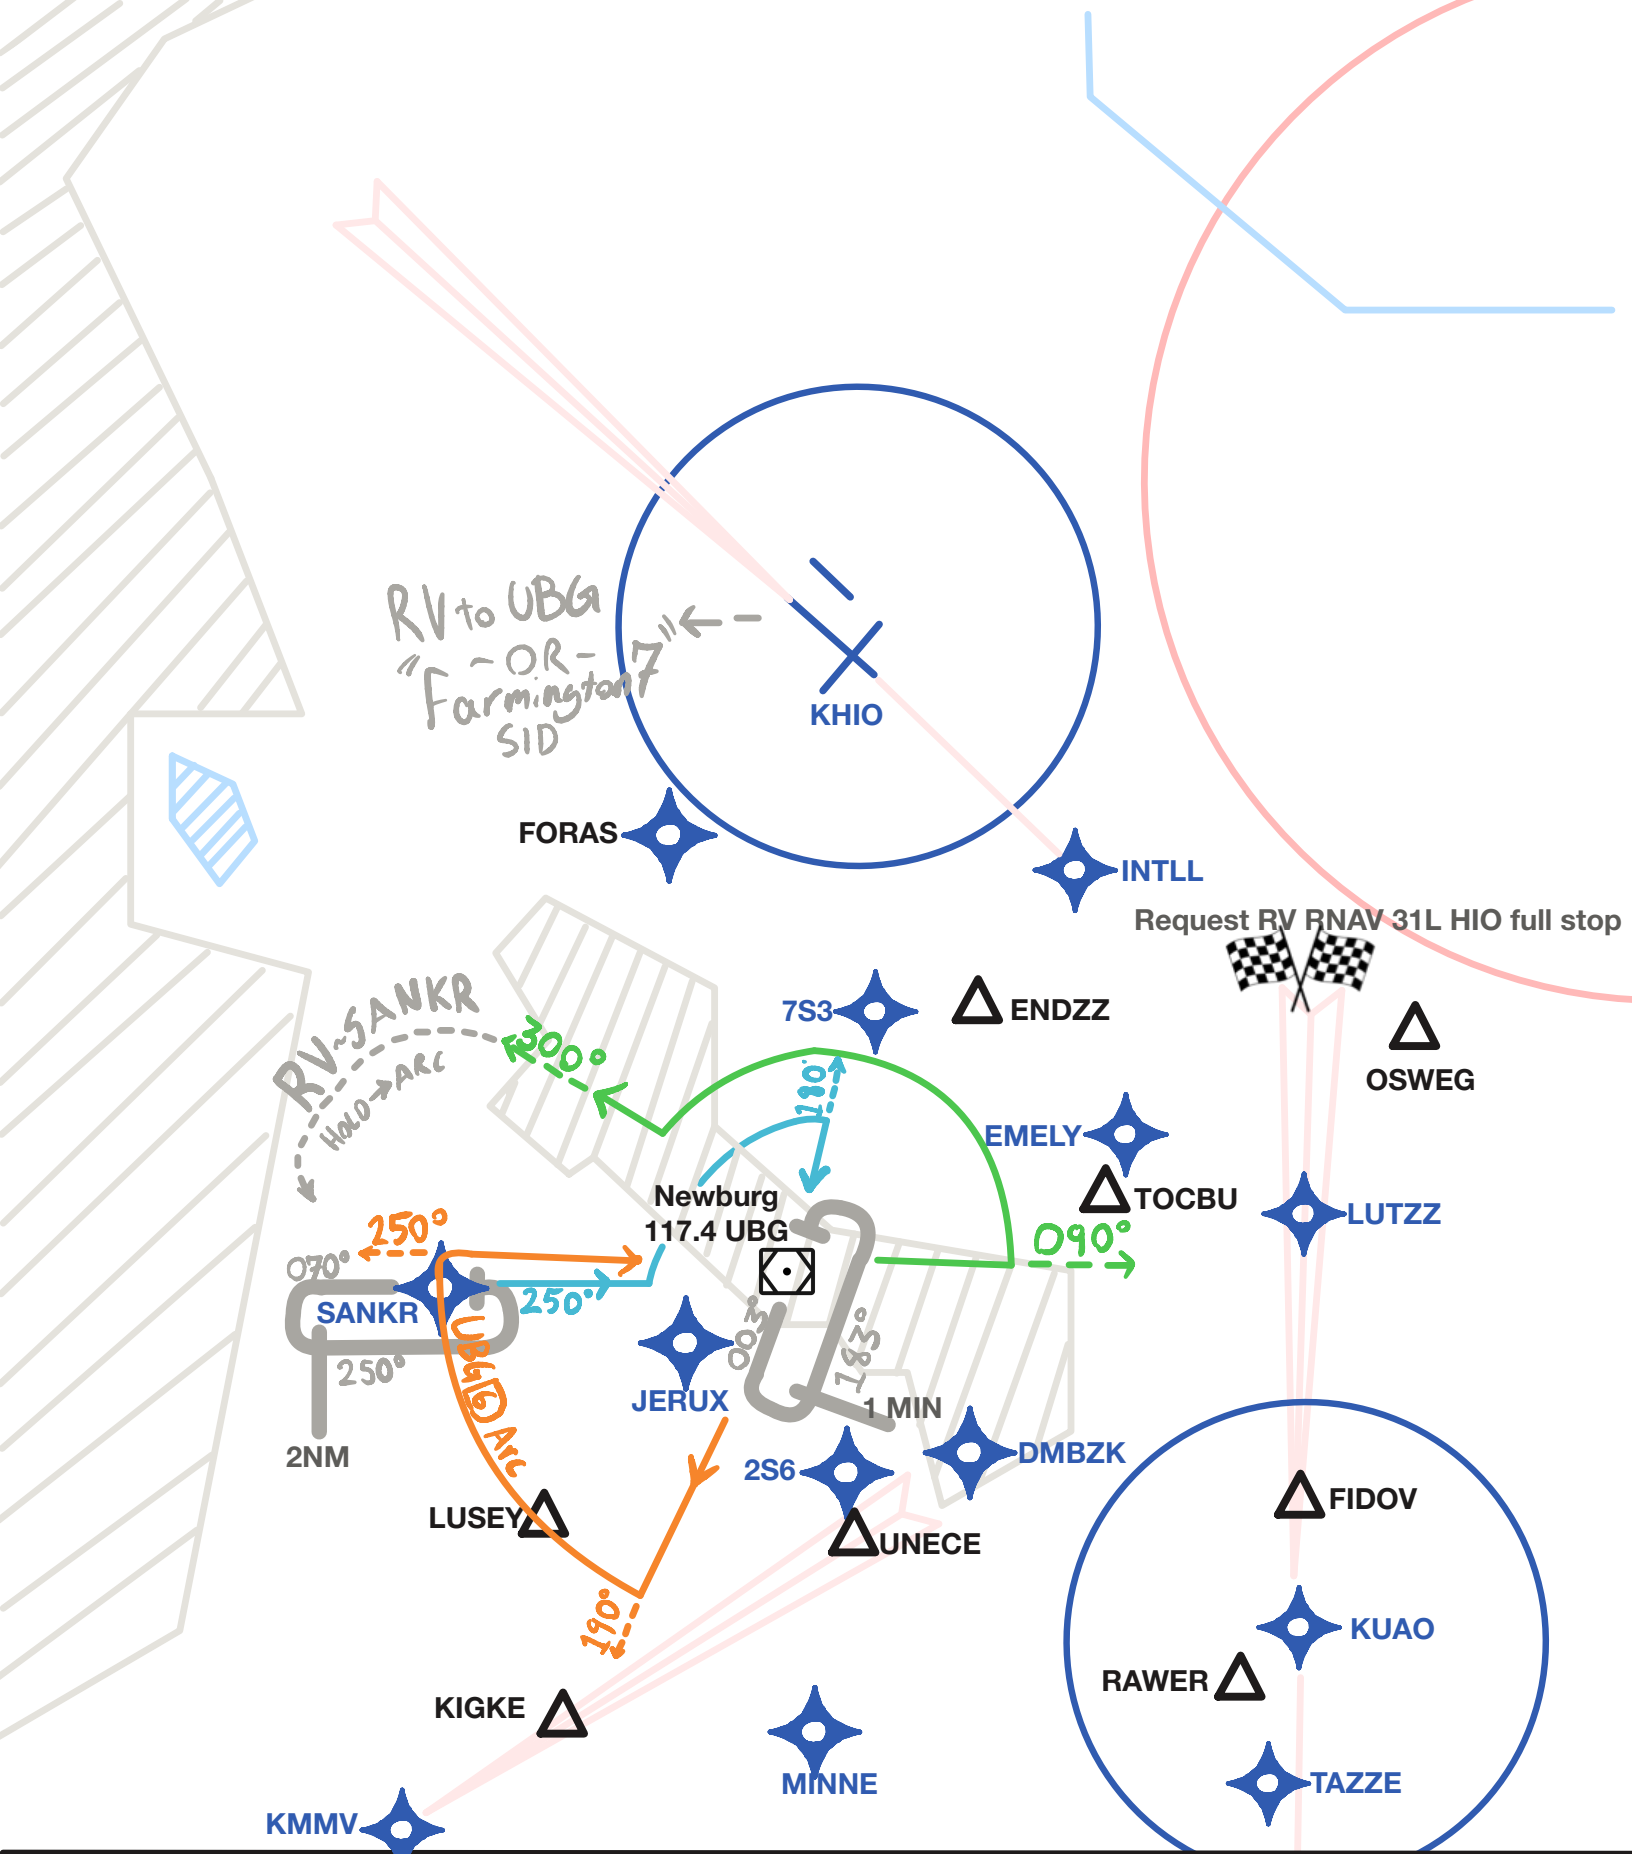 RV to UBG
~ OR -
"Farmington7"
SID
KHIO
FORAS
INTLL
Request RV RNAV 31L HIO full stop
7S3
ENDZZ
OSWEG
RV~SANKR
HOLD→ARC
300°
180°
EMELY
TOCBU
LUTZZ
Newburg
117.4 UBG
090°
250°
070°
SANKR
250°
250°
UBG 6 Arc
003°
183°
JERUX
1 MIN
2NM
2S6
DMBZK
LUSEY
UNECE
FIDOV
190°
KUAO
RAWER
KIGKE
MINNE
TAZZE
KMMV